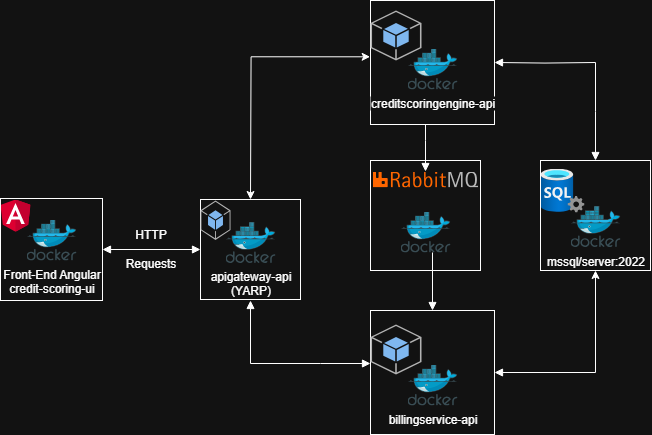 docker
creditscoringengine-api
RabbitMQ
docker
SQL
docker
mssql/server:2022
A
docker
Front-End Angular
credit-scoring-ui
HTTP
Requests
docker
apigateway-api
(YARP)
docker
billingservice-api